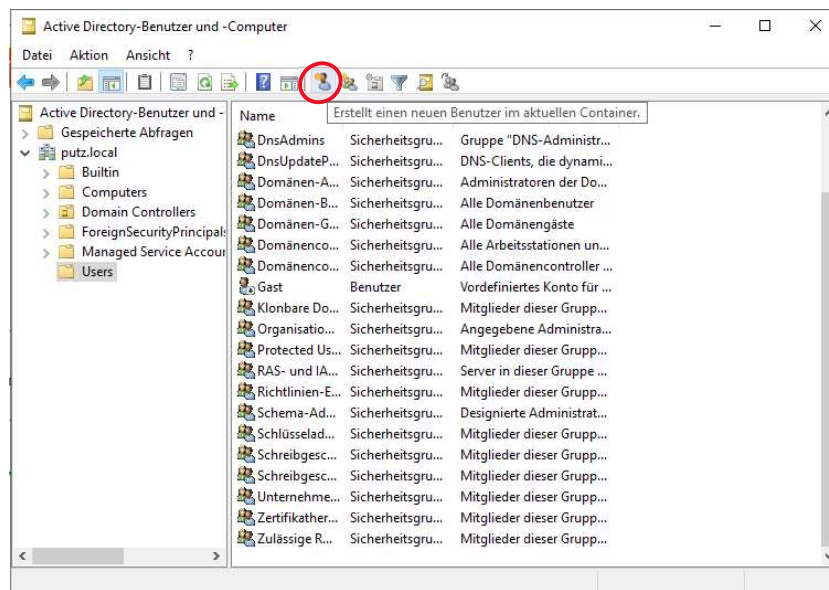 Active Directory-Benutzer und -Computer
Datei Aktion Ansicht ?
Active Directory-Benutzer und -
Gespeicherte Abfragen
putz.local
Builtin
Computers
Domain Controllers
ForeignSecurityPrincipals
Managed Service Accour
Users
Name
Erstellt einen neuen Benutzer im aktuellen Container.
DnsAdmins Sicherheitsgru... Gruppe "DNS-Administr...
DnsUpdateP... Sicherheitsgru... DNS-Clients, die dynami...
Domänen-A... Sicherheitsgru... Administratoren der Do...
Domänen-B... Sicherheitsgru... Alle Domänenbenutzer
Domänen-G... Sicherheitsgru... Alle Domänengäste
Domänenco... Sicherheitsgru... Alle Arbeitsstationen un...
Domänenco... Sicherheitsgru... Alle Domänencontroller ...
Gast Benutzer Vordefiniertes Konto für ...
Klonbare Do... Sicherheitsgru... Mitglieder dieser Grupp...
Organisatio... Sicherheitsgru... Angegebene Administra...
Protected Us... Sicherheitsgru... Mitglieder dieser Grupp...
RAS- und IA... Sicherheitsgru... Server in dieser Gruppe ...
Richtlinien-E... Sicherheitsgru... Mitglieder dieser Grupp...
Schema-Ad... Sicherheitsgru... Designierte Administrat...
Schlüsselad... Sicherheitsgru... Mitglieder dieser Grupp...
Schreibgesc... Sicherheitsgru... Mitglieder dieser Grupp...
Schreibgesc... Sicherheitsgru... Mitglieder dieser Grupp...
Unternehme... Sicherheitsgru... Mitglieder dieser Grupp...
Zertifikather... Sicherheitsgru... Mitglieder dieser Grupp...
Zulässige R... Sicherheitsgru... Mitglieder dieser Grupp...